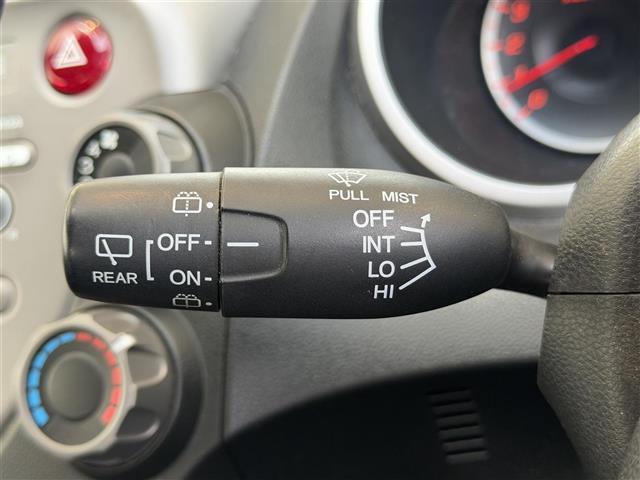 PULL MIST
OFF
INT
LO
HI
OFF
ON
REAR